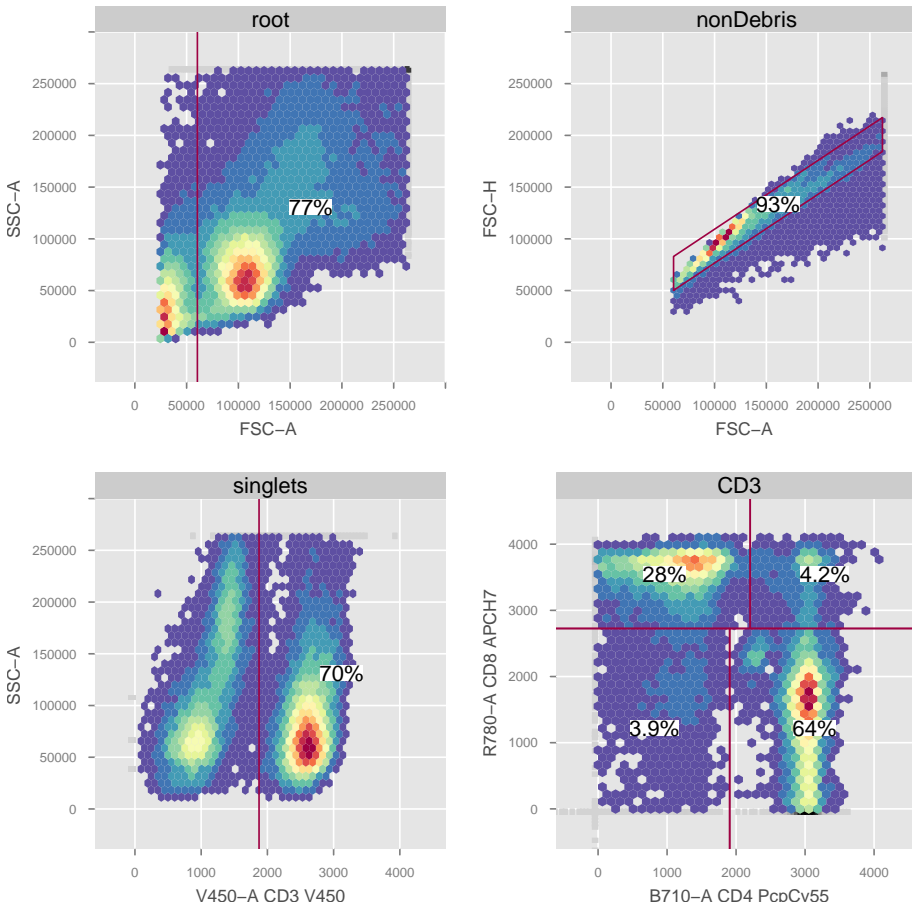 root
SSC−A
250000
200000
150000
100000
50000
0
77%
0 50000 100000 150000 200000 250000
FSC−A
nonDebris
FSC−H
250000
200000
150000
100000
50000
0
93%
0 50000 100000 150000 200000 250000
FSC−A
singlets
SSC−A
250000
200000
150000
100000
50000
0
70%
0 1000 2000 3000 4000
V450−A CD3 V450
CD3
R780−A CD8 APCH7
4000
3000
2000
1000
0
28% 4.2%
3.9% 64%
0 1000 2000 3000 4000
B710−A CD4 PcpCy55